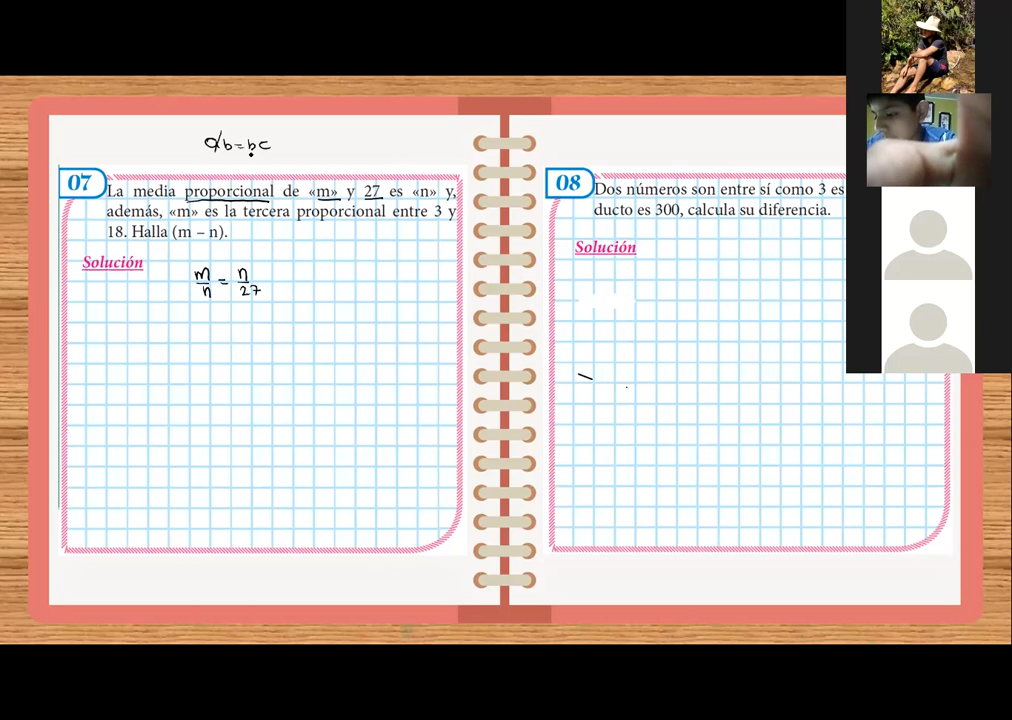 ab=bc
07
La media proporcional de «m» y 27 es «n» y,
además, «m» es la tercera proporcional entre 3 y
18. Halla (m – n).
Solución
m/n = n/27
08
Dos números son entre sí como 3 es
ducto es 300, calcula su diferencia.
Solución